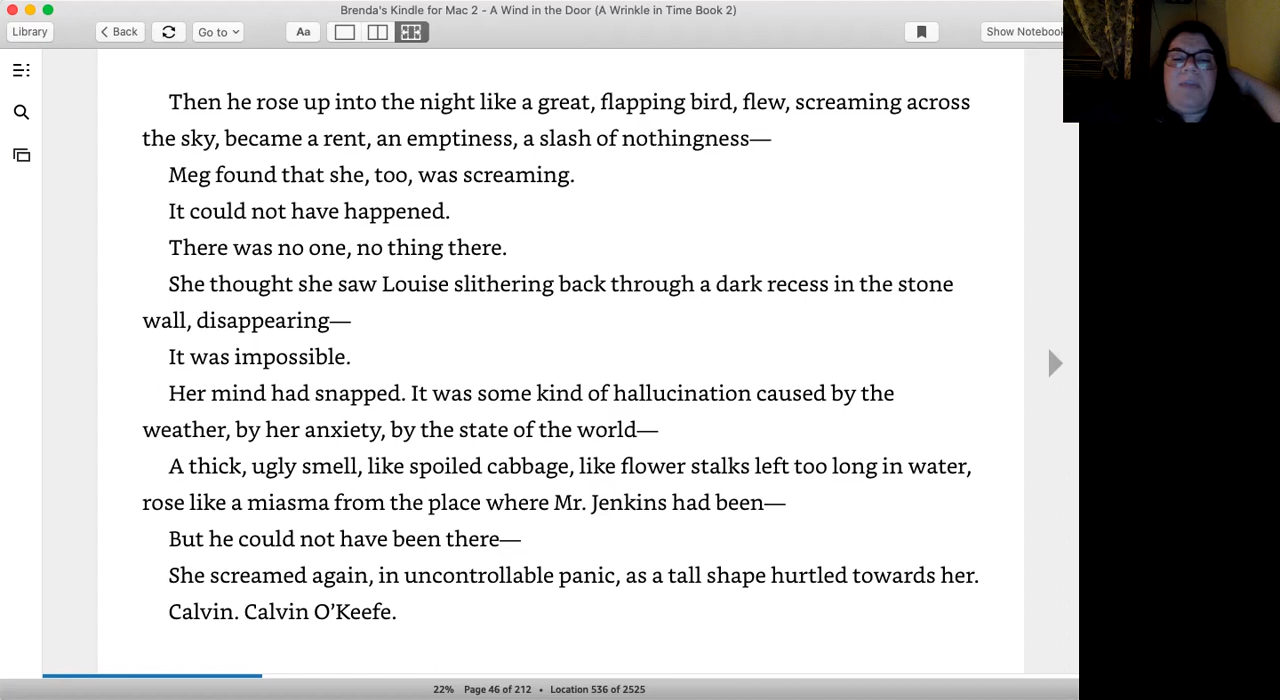 Brenda's Kindle for Mac 2 - A Wind in the Door (A Wrinkle in Time Book 2)
Library
Back
Go to
Aa
Show Notebook
Then he rose up into the night like a great, flapping bird, flew, screaming across
the sky, became a rent, an emptiness, a slash of nothingness—
Meg found that she, too, was screaming.
It could not have happened.
There was no one, no thing there.
She thought she saw Louise slithering back through a dark recess in the stone
wall, disappearing—
It was impossible.
Her mind had snapped. It was some kind of hallucination caused by the
weather, by her anxiety, by the state of the world—
A thick, ugly smell, like spoiled cabbage, like flower stalks left too long in water,
rose like a miasma from the place where Mr. Jenkins had been—
But he could not have been there—
She screamed again, in uncontrollable panic, as a tall shape hurtled towards her.
Calvin. Calvin O’Keefe.
22% Page 46 of 212 • Location 536 of 2525